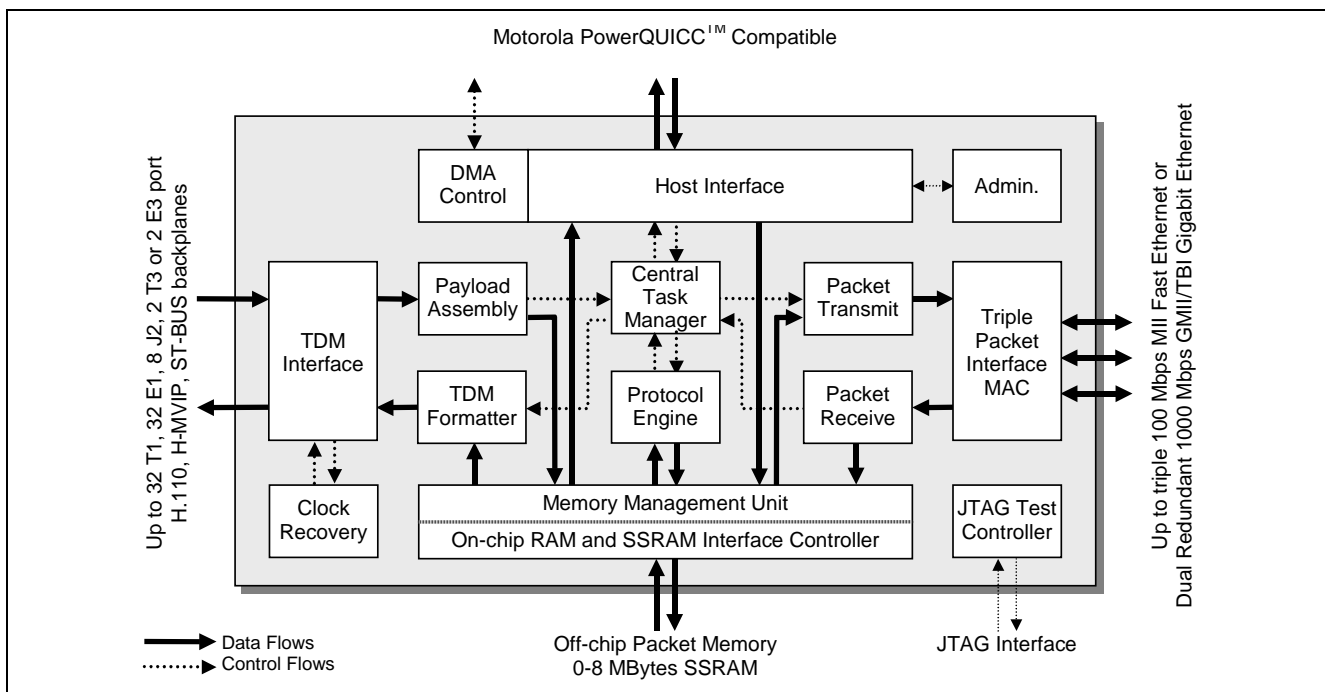 Motorola PowerQUICC™ Compatible
Up to 32 T1, 32 E1, 8 J2, 2 T3 or 2 E3 port
H.110, H-MVIP, ST-BUS backplanes
DMA
Control
Host Interface
Admin.
TDM
Interface
Payload
Assembly
Central
Task
Manager
Packet
Transmit
Triple
Packet
Interface
MAC
TDM
Formatter
Protocol
Engine
Packet
Receive
Clock
Recovery
Memory Management Unit
On-chip RAM and SSRAM Interface Controller
JTAG Test
Controller
Up to triple 100 Mbps MII Fast Ethernet or
Dual Redundant 1000 Mbps GMII/TBI Gigabit Ethernet
Data Flows
Control Flows
Off-chip Packet Memory
0-8 MBytes SSRAM
JTAG Interface